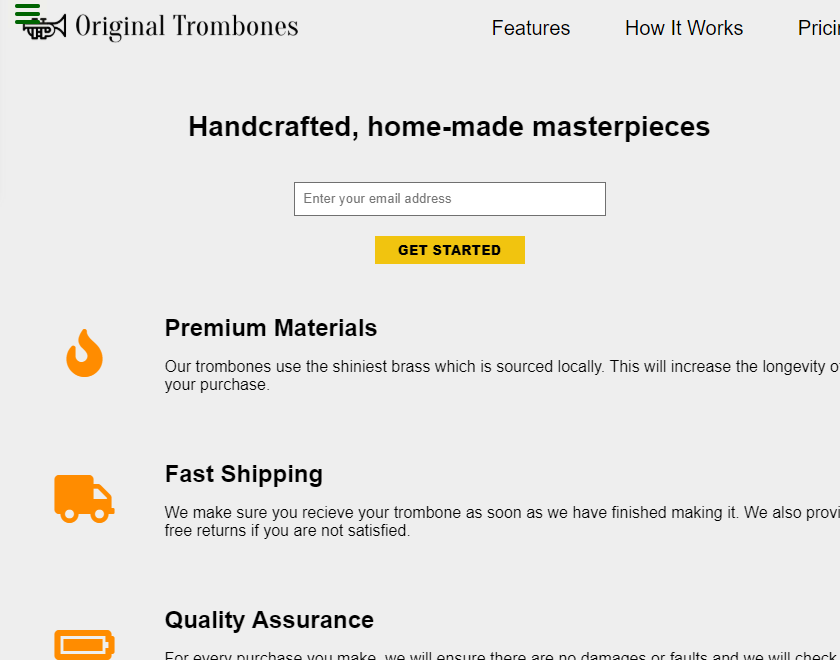 Original Trombones
Features
How It Works
Handcrafted, home-made masterpieces
Enter your email address
GET STARTED
Premium Materials
Our trombones use the shiniest brass which is sourced locally. This will increase the longevity
your purchase.
Fast Shipping
We make sure you recieve your trombone as soon as we have finished making it. We also
free returns if you are not satisfied.
Quality Assurance
For every purchase you make, we will ensure there are no damages or faults and we will check